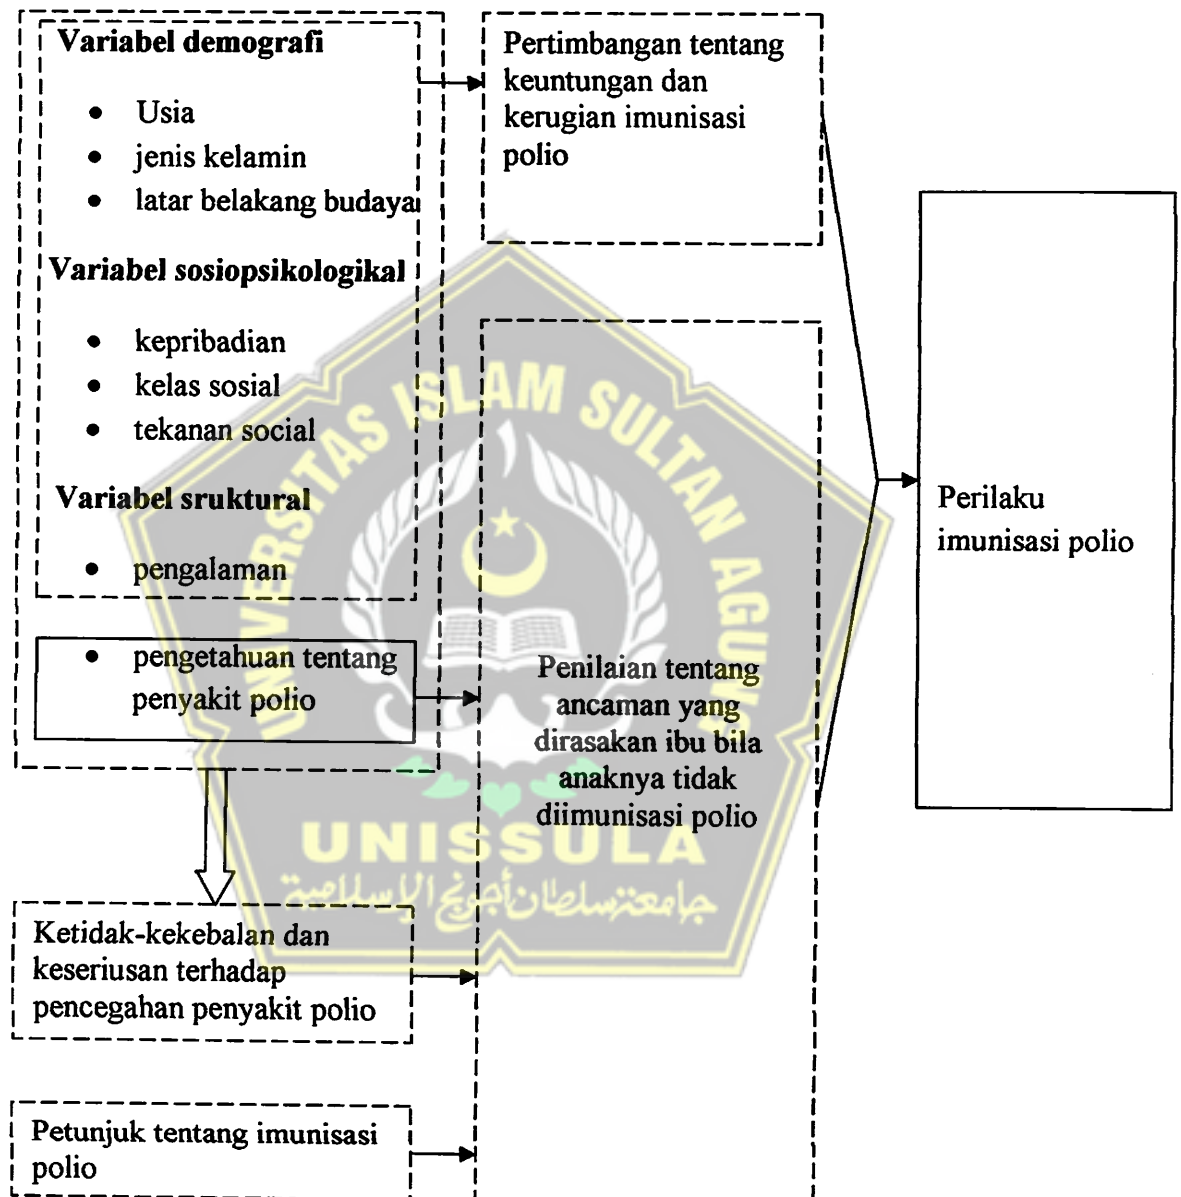 Variabel demografi
• Usia
• jenis kelamin
• latar belakang budaya
Variabel sosiopsikologikal
• kepribadian
• kelas sosial
• tekanan social
Variabel sruktural
• pengalaman
• pengetahuan tentang
penyakit polio
Ketidak-kekebalan dan
keseriusan terhadap
pencegahan penyakit polio
Petunjuk tentang imunisasi
polio
Pertimbangan tentang
keuntungan dan
kerugian imunisasi
polio
Penilaian tentang
ancaman yang
dirasakan ibu bila
anaknya tidak
diimunisasi polio
Perilaku
imunisasi polio
UNIVERSITAS ISLAM SULTAN AGUNG
UNISSULA
جامعة سلطان أجونج الإسلامية